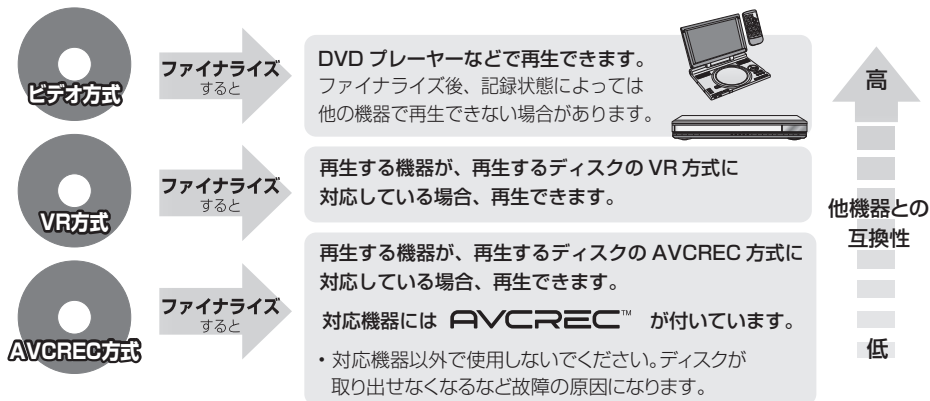 ビデオ方式
ファイナライズ
すると
DVD プレーヤーなどで再生できます。
ファイナライズ後、記録状態によっては
他の機器で再生できない場合があります。
VR方式
ファイナライズ
すると
再生する機器が、再生するディスクの VR 方式に
対応している場合、再生できます。
AVCREC方式
ファイナライズ
すると
再生する機器が、再生するディスクの AVCREC 方式に
対応している場合、再生できます。
対応機器には AVCREC™ が付いています。
・対応機器以外で使用しないでください。ディスクが
取り出せなくなるなど故障の原因になります。
高
他機器との
互換性
低